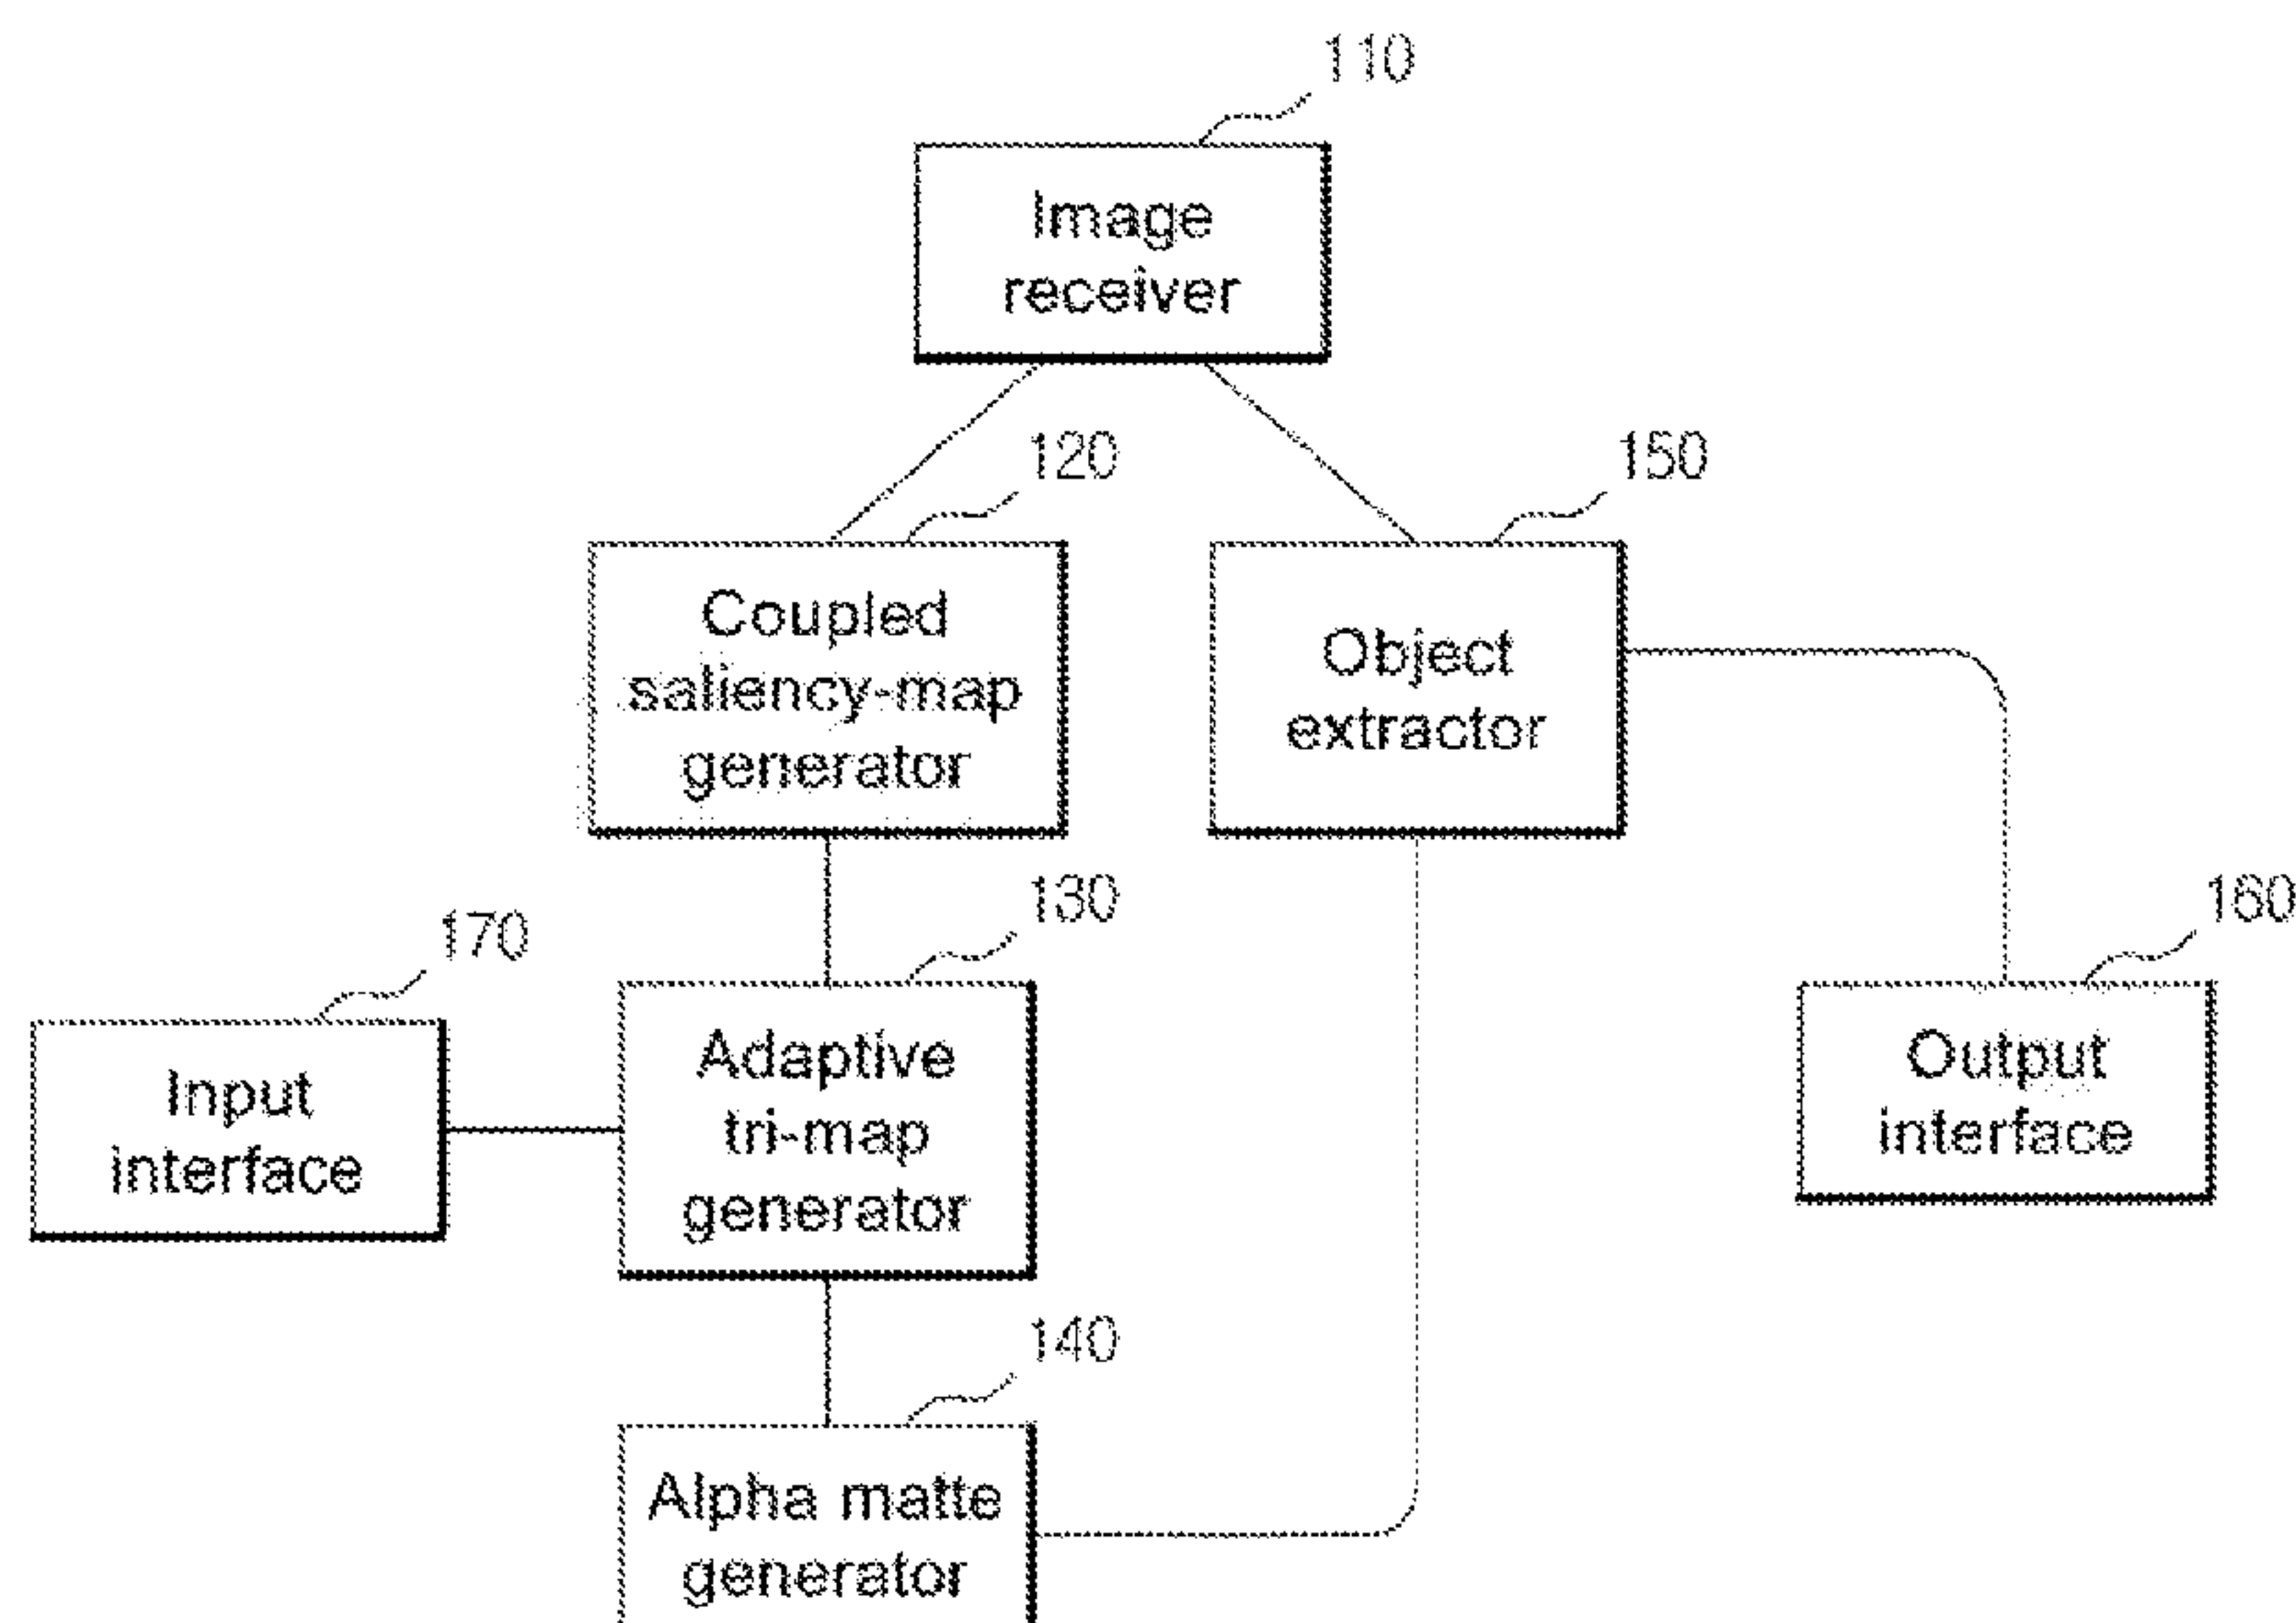 110
Image
receiver
120
150
Coupled
saliency-map
generator
Object
extractor
130
160
170
Adaptive
tri-map
generator
Output
interface
Input
interface
140
Alpha matte
generator